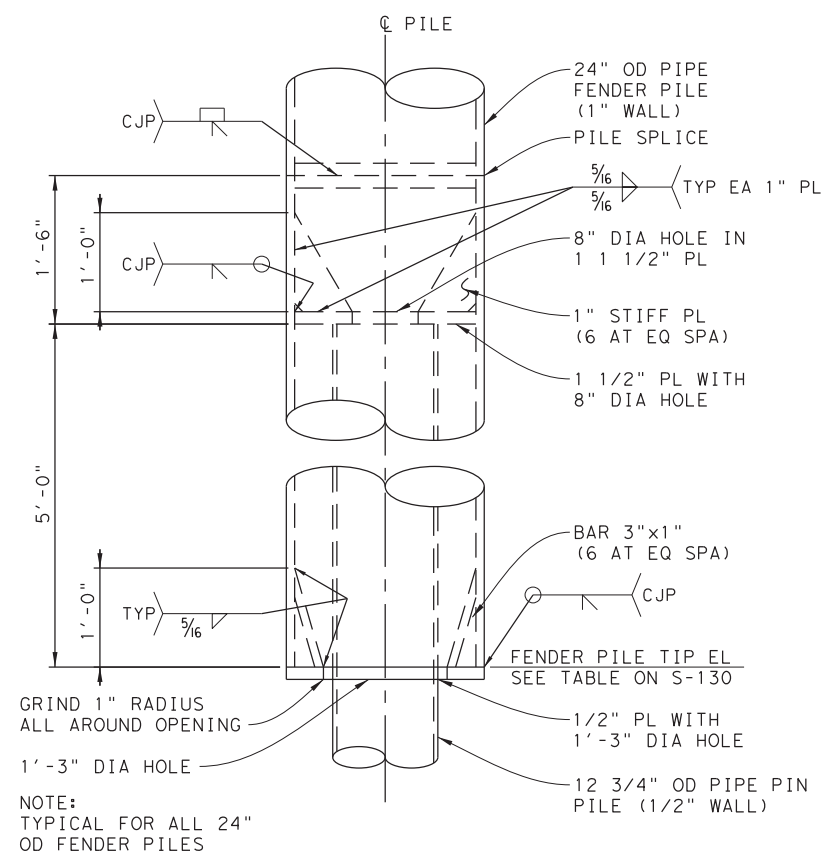 ℄ PILE
24" OD PIPE
FENDER PILE
(1" WALL)
PILE SPLICE
CJP
5/16
5/16
TYP EA 1" PL
1'-6"
1'-0"
CJP
8" DIA HOLE IN
1 1 1/2" PL
1" STIFF PL
(6 AT EQ SPA)
1 1/2" PL WITH
8" DIA HOLE
5'-0"
BAR 3"x1"
(6 AT EQ SPA)
CJP
1'-0"
TYP
5/16
FENDER PILE TIP EL
SEE TABLE ON S-130
GRIND 1" RADIUS
ALL AROUND OPENING
1/2" PL WITH
1'-3" DIA HOLE
1'-3" DIA HOLE
12 3/4" OD PIPE PIN
PILE (1/2" WALL)
NOTE:
TYPICAL FOR ALL 24"
OD FENDER PILES